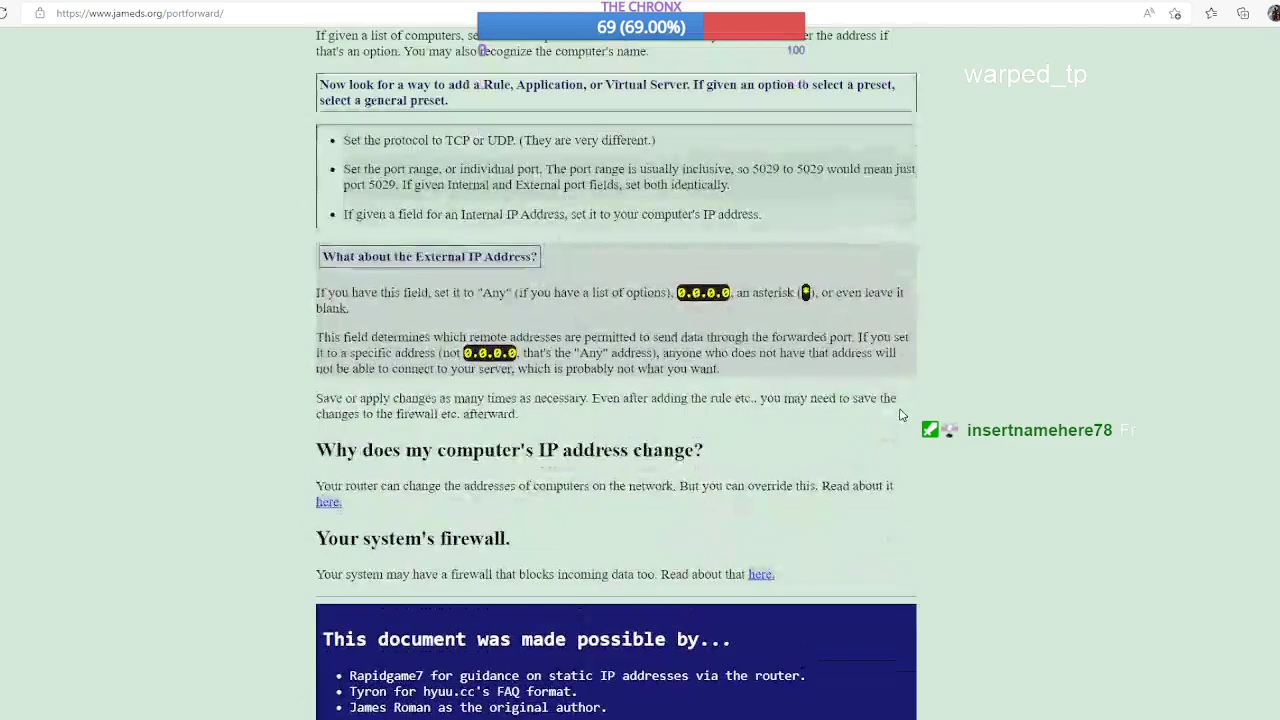 THE CHRONX
https://www.jameds.org/portforward/
69 (69.00%)
0
100
If given a list of computers, er the address if
that's an option. You may also recognize the computer's name.
warped_tp
Now look for a way to add a Rule, Application, or Virtual Server. If given an option to select a preset,
select a general preset.
• Set the protocol to TCP or UDP. (They are very different.)
• Set the port range, or individual port. The port range is usually inclusive, so 5029 to 5029 would mean just
port 5029. If given Internal and External port fields, set both identically.
• If given a field for an Internal IP Address, set it to your computer's IP address.
What about the External IP Address?
If you have this field, set it to "Any" (if you have a list of options), 0.0.0.0, an asterisk (*), or even leave it
blank.
This field determines which remote addresses are permitted to send data through the forwarded port. If you set
it to a specific address (not 0.0.0.0, that's the "Any" address), anyone who does not have that address will
not be able to connect to your server, which is probably not what you want.
Save or apply changes as many times as necessary. Even after adding the rule etc., you may need to save the
changes to the firewall etc. afterward.
insertnamehere78 Fr
Why does my computer's IP address change?
Your router can change the addresses of computers on the network. But you can override this. Read about it
here.
Your system's firewall.
Your system may have a firewall that blocks incoming data too. Read about that here.
This document was made possible by...
• Rapidgame7 for guidance on static IP addresses via the router.
• Tyron for hyuu.cc's FAQ format.
• James Roman as the original author.